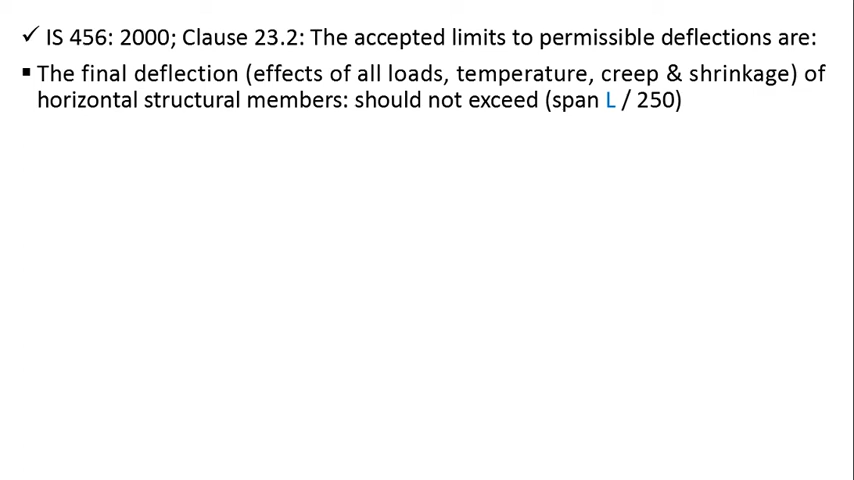 ✓ IS 456: 2000; Clause 23.2: The accepted limits to permissible deflections are:
▪ The final deflection (effects of all loads, temperature, creep & shrinkage) of
horizontal structural members: should not exceed (span L / 250)